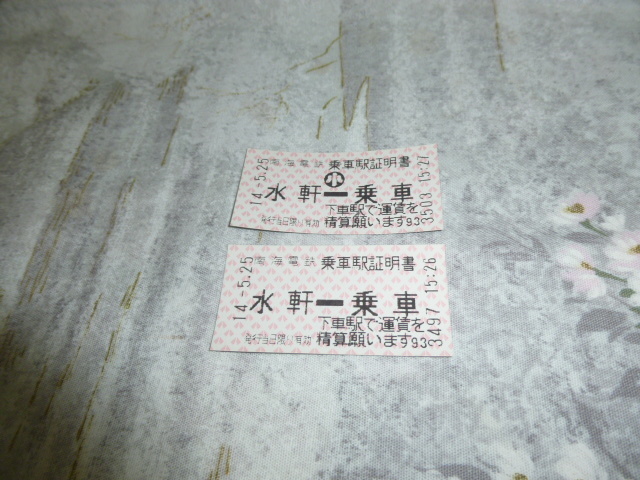 14-5.25
南海電鉄 乗車駅証明書
小
水軒ー乗車
下車駅で運賃を
発行当日限り有効 精算願います93
3503 15:27
14-5.25
南海電鉄 乗車駅証明書
水軒ー乗車
下車駅で運賃を
発行当日限り有効 精算願います93
3497 15:26